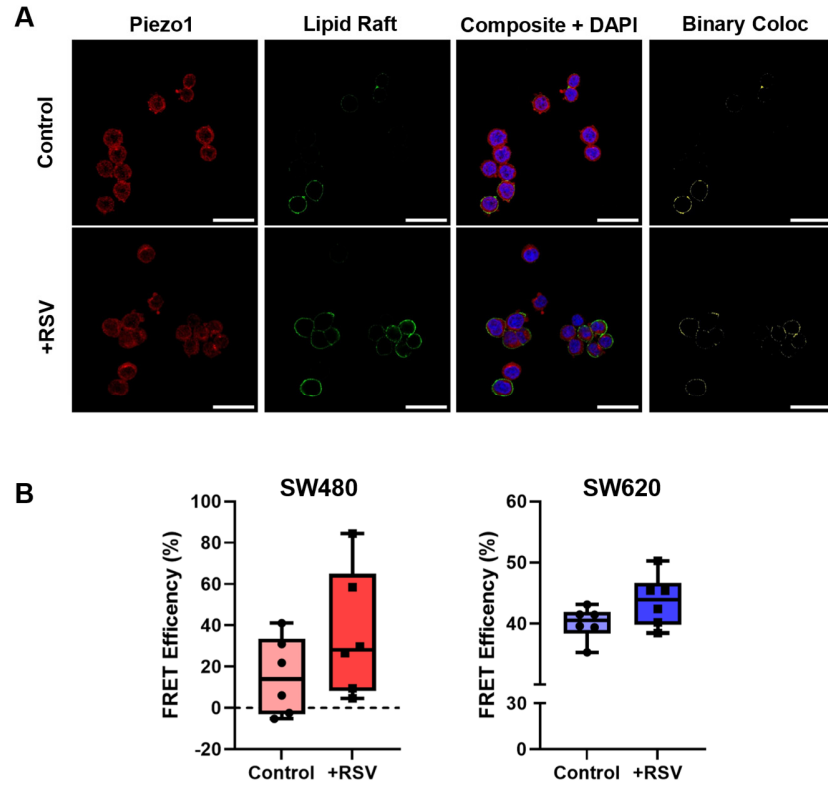 A
Piezo1 Lipid Raft Composite + DAPI Binary Coloc
Control
+RSV
B
SW480
FRET Efficency (%)
100
80
60
40
20
0
-20
Control +RSV
SW620
FRET Efficency (%)
60
50
40
30
0
Control +RSV